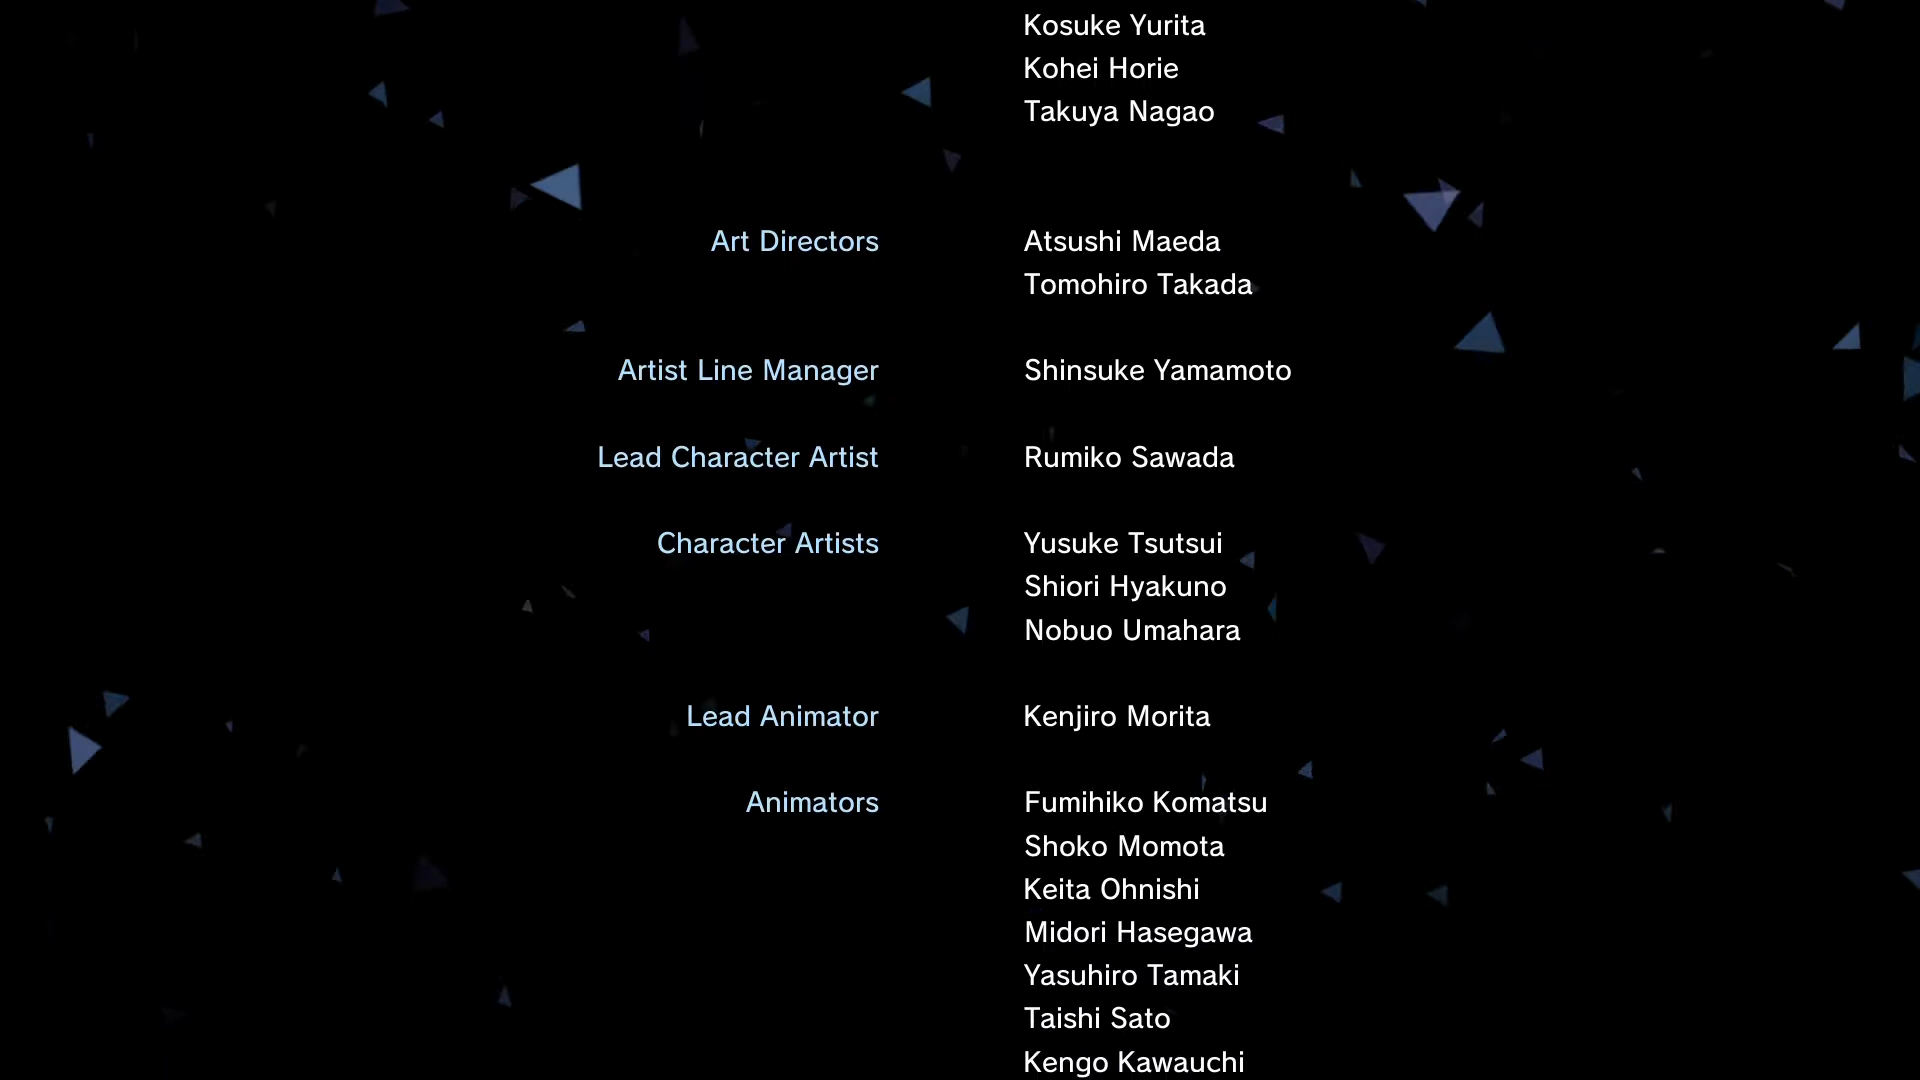 Kosuke Yurita
Kohei Horie
Takuya Nagao
Art Directors Atsushi Maeda
Tomohiro Takada
Artist Line Manager Shinsuke Yamamoto
Lead Character Artist Rumiko Sawada
Character Artists Yusuke Tsutsui
Shiori Hyakuno
Nobuo Umahara
Lead Animator Kenjiro Morita
Animators Fumihiko Komatsu
Shoko Momota
Keita Ohnishi
Midori Hasegawa
Yasuhiro Tamaki
Taishi Sato
Kengo Kawauchi